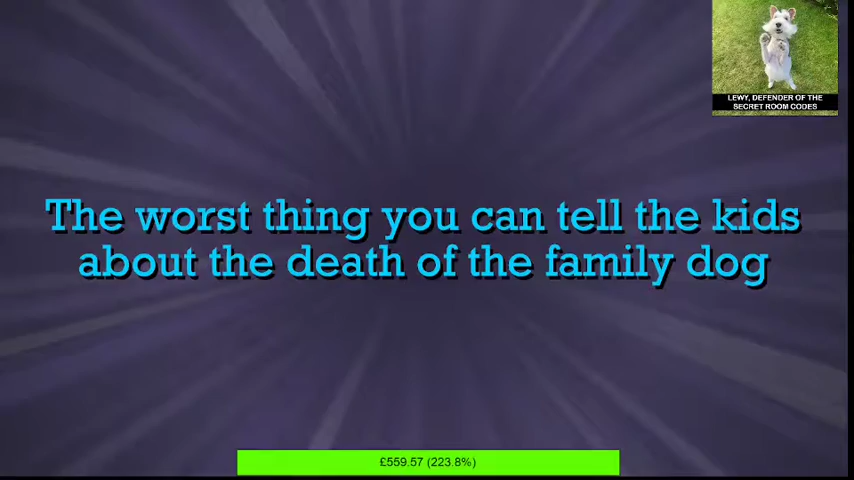 LEWY, DEFENDER OF THE
SECRET ROOM CODES
The worst thing you can tell the kids
about the death of the family dog
£559.57 (223.8%)